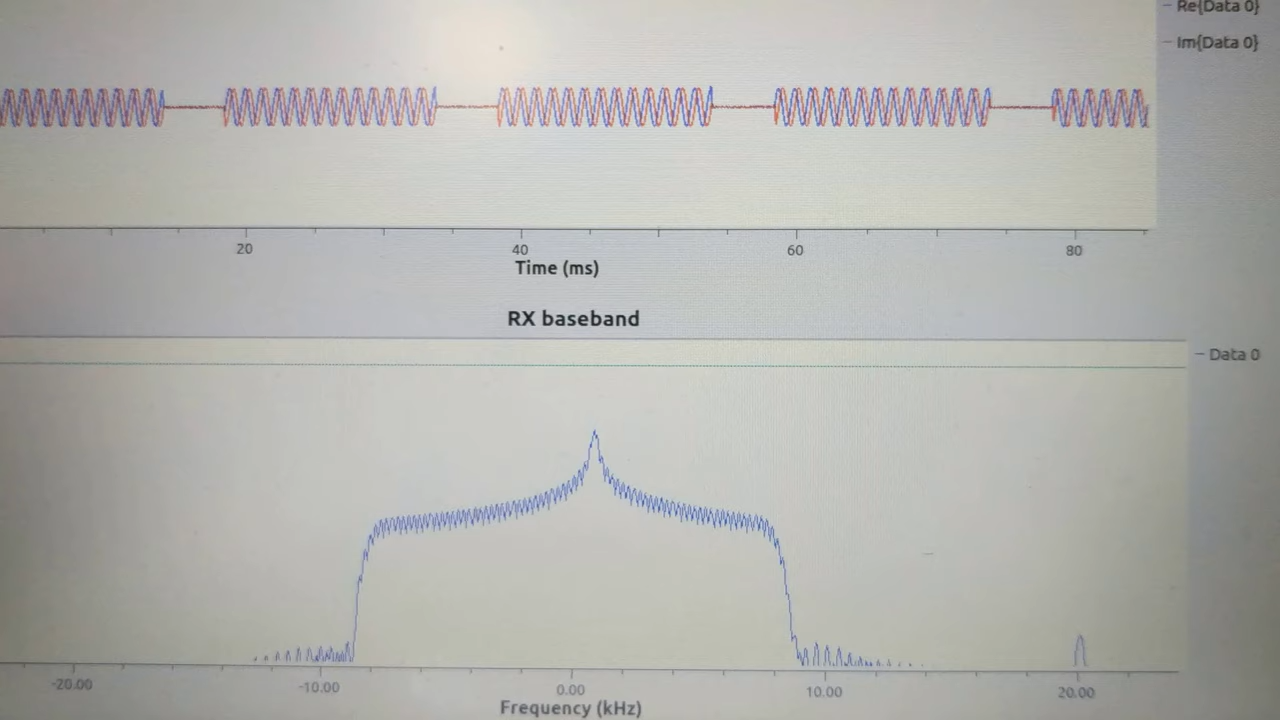 Re{Data 0}
Im{Data 0}
20 40 60 80
Time (ms)
RX baseband
Data 0
-20.00 -10.00 0.00 10.00 20.00
Frequency (kHz)